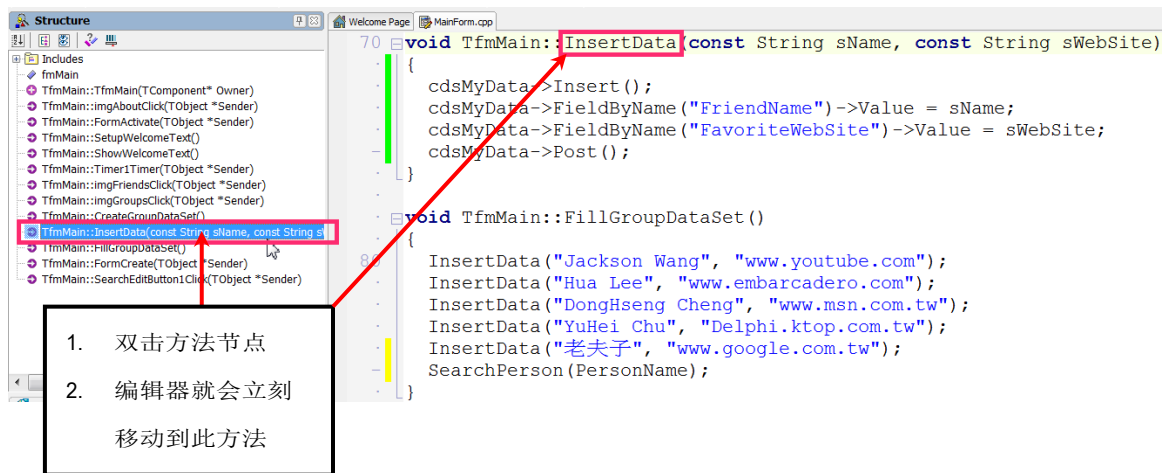 Structure
Includes
fmMain
TfmMain::TfmMain(TComponent* Owner)
TfmMain::imgAboutClick(TObject *Sender)
TfmMain::FormActivate(TObject *Sender)
TfmMain::SetupWelcomeText()
TfmMain::ShowWelcomeText()
TfmMain::Timer1Timer(TObject *Sender)
TfmMain::imgFriendsClick(TObject *Sender)
TfmMain::imgGroupsClick(TObject *Sender)
TfmMain::CreateGroupDataSet()
TfmMain::InsertData(const String sName, const String
TfmMain::FillGroupDataSet()
TfmMain::FormCreate(TObject *Sender)
TfmMain::SearchEditButton1Click(TObject *Sender)
1. 双击方法节点
2. 编辑器就会立刻
移动到此方法
Welcome Page MainForm.cpp
70 void TfmMain::InsertData(const String sName, const String sWebSite)
{
cdsMyData->Insert();
cdsMyData->FieldByName("FriendName")->Value = sName;
cdsMyData->FieldByName("FavoriteWebSite")->Value = sWebSite;
cdsMyData->Post();
}
void TfmMain::FillGroupDataSet()
{
80 InsertData("Jackson Wang", "www.youtube.com");
InsertData("Hua Lee", "www.embarcadero.com");
InsertData("DongHseng Cheng", "www.msn.com.tw");
InsertData("YuHei Chu", "Delphi.ktop.com.tw");
InsertData("老夫子", "www.google.com.tw");
SearchPerson(PersonName);
}